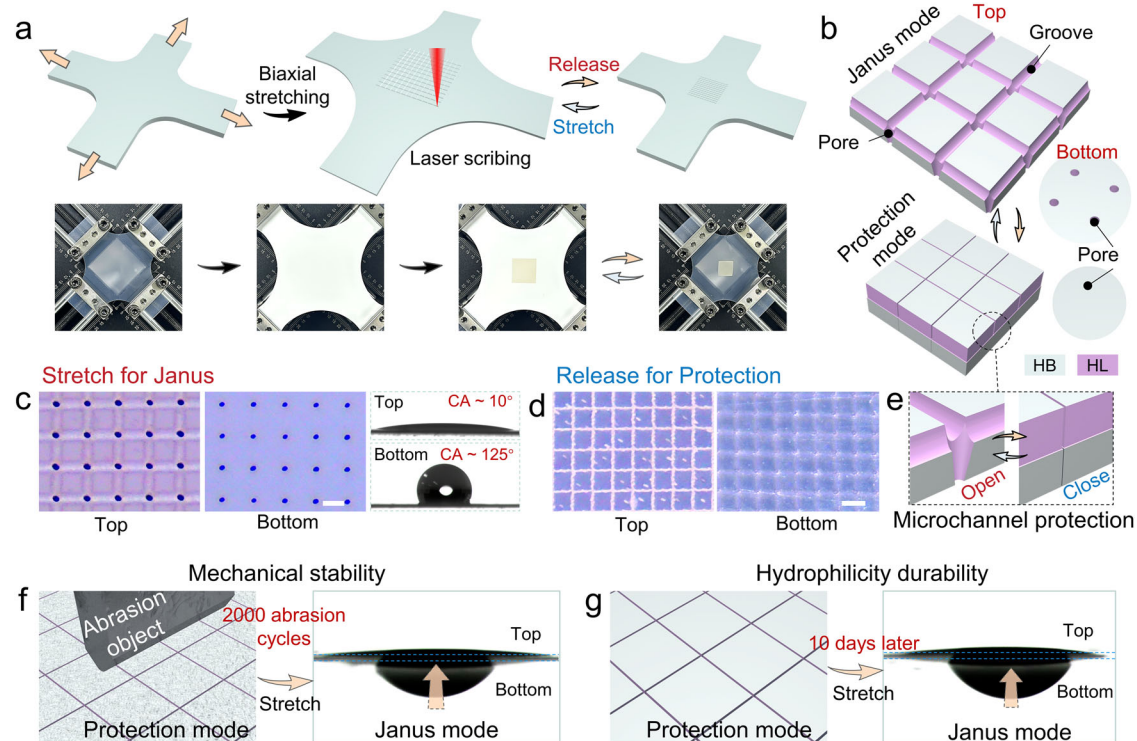 a
Biaxial
stretching
Laser scribing
Release
Stretch
b
Janus mode
Top
Groove
Pore
Bottom
Protection
mode
Pore
HB
HL
Stretch for Janus
c
Top
Bottom
Top
CA ~ 10°
Bottom
CA ~ 125°
Release for Protection
d
Top
Bottom
e
Open
Close
Microchannel protection
Mechanical stability
f
Abrasion
object
Protection mode
2000 abrasion
cycles
Stretch
Top
Bottom
Janus mode
Hydrophilicity durability
g
Protection mode
10 days later
Stretch
Top
Bottom
Janus mode